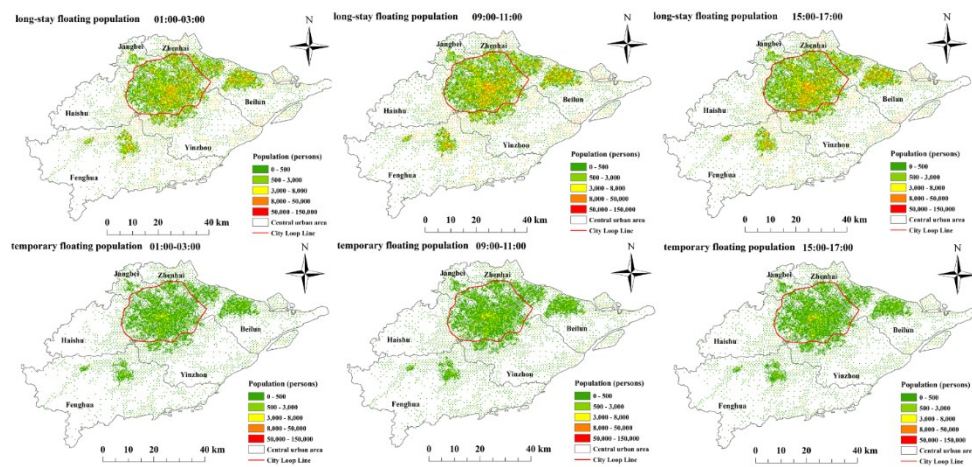 long-stay floating population 01:00-03:00
N
Jangbei
Zhenhai
Haishu
Beilun
Yinzhou
Fenghua
Population (persons)
0 - 500
500 - 3,000
3,000 - 8,000
8,000 - 50,000
50,000 - 150,000
Central urban area
City Loop Line
0 10 20 40 km
long-stay floating population 09:00-11:00
N
Jangbei
Zhenhai
Haishu
Beilun
Yinzhou
Fenghua
Population (persons)
0 - 500
500 - 3,000
3,000 - 8,000
8,000 - 50,000
50,000 - 150,000
Central urban area
City Loop Line
0 10 20 40 km
long-stay floating population 15:00-17:00
N
Jangbei
Zhenhai
Haishu
Beilun
Yinzhou
Fenghua
Population (persons)
0 - 500
500 - 3,000
3,000 - 8,000
8,000 - 50,000
50,000 - 150,000
Central urban area
City Loop Line
0 10 20 40 km
temporary floating population 01:00-03:00
N
Jangbei
Zhenhai
Haishu
Beilun
Yinzhou
Fenghua
Population (persons)
0 - 500
500 - 3,000
3,000 - 8,000
8,000 - 50,000
50,000 - 150,000
Central urban area
City Loop Line
0 10 20 40 km
temporary floating population 09:00-11:00
N
Jangbei
Zhenhai
Haishu
Beilun
Yinzhou
Fenghua
Population (persons)
0 - 500
500 - 3,000
3,000 - 8,000
8,000 - 50,000
50,000 - 150,000
Central urban area
City Loop Line
0 10 20 40 km
temporary floating population 15:00-17:00
N
Jangbei
Zhenhai
Haishu
Beilun
Yinzhou
Fenghua
Population (persons)
0 - 500
500 - 3,000
3,000 - 8,000
8,000 - 50,000
50,000 - 150,000
Central urban area
City Loop Line
0 10 20 40 km